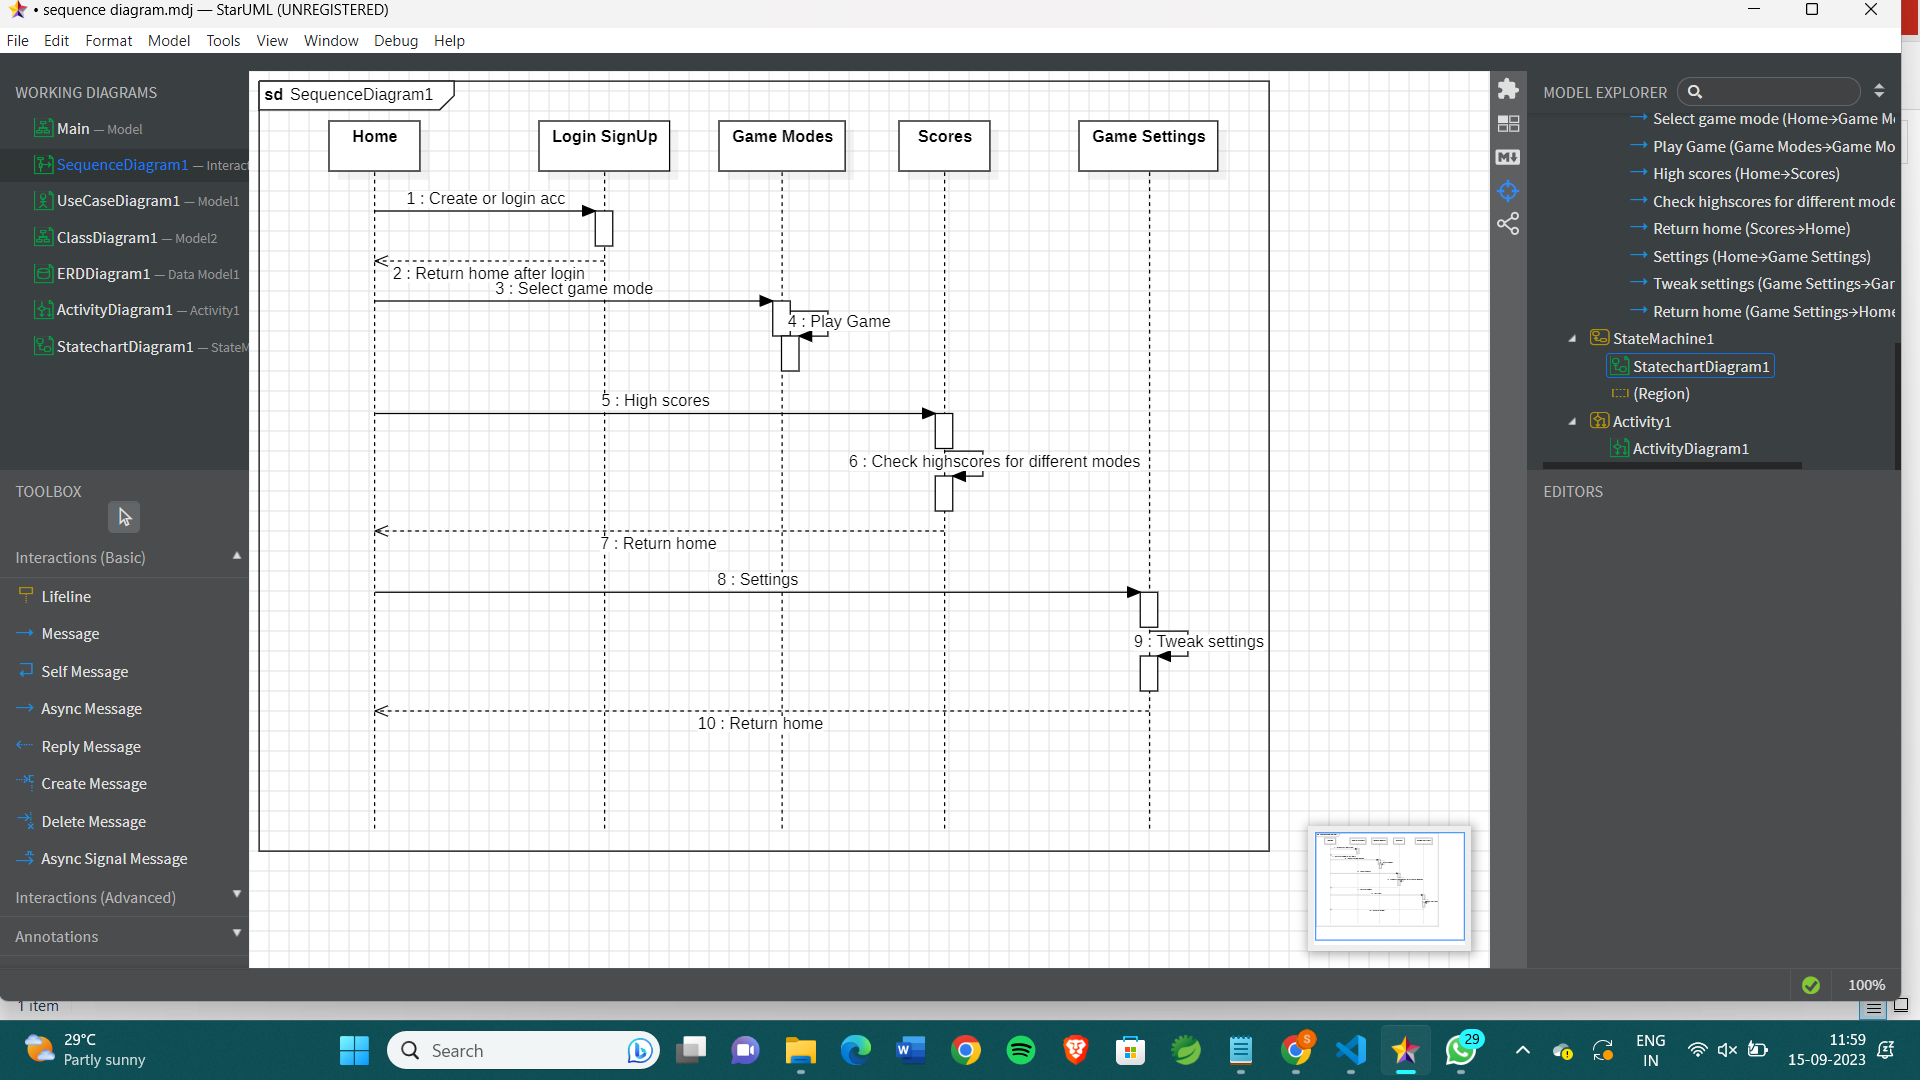 • sequence diagram.mdj — StarUML (UNREGISTERED)
File Edit Format Model Tools View Window Debug Help
WORKING DIAGRAMS
Main — Model
SequenceDiagram1 — Interact
UseCaseDiagram1 — Model1
ClassDiagram1 — Model2
ERDDiagram1 — Data Model1
ActivityDiagram1 — Activity1
StatechartDiagram1 — StateM
TOOLBOX
Interactions (Basic)
Lifeline
Message
Self Message
Async Message
Reply Message
Create Message
Delete Message
Async Signal Message
Interactions (Advanced)
Annotations
sd SequenceDiagram1
Home
Login SignUp
Game Modes
Scores
Game Settings
1 : Create or login acc
2 : Return home after login
3 : Select game mode
4 : Play Game
5 : High scores
6 : Check highscores for different modes
7 : Return home
8 : Settings
9 : Tweak settings
10 : Return home
MODEL EXPLORER
Select game mode (Home→Game Mo
Play Game (Game Modes→Game Mo
High scores (Home→Scores)
Check highscores for different mode
Return home (Scores→Home)
Settings (Home→Game Settings)
Tweak settings (Game Settings→Gar
Return home (Game Settings→Home
StateMachine1
StatechartDiagram1
(Region)
Activity1
ActivityDiagram1
EDITORS
100%
1 item
29°C
Partly sunny
Search
S
29
ENG
IN
11:59
15-09-2023